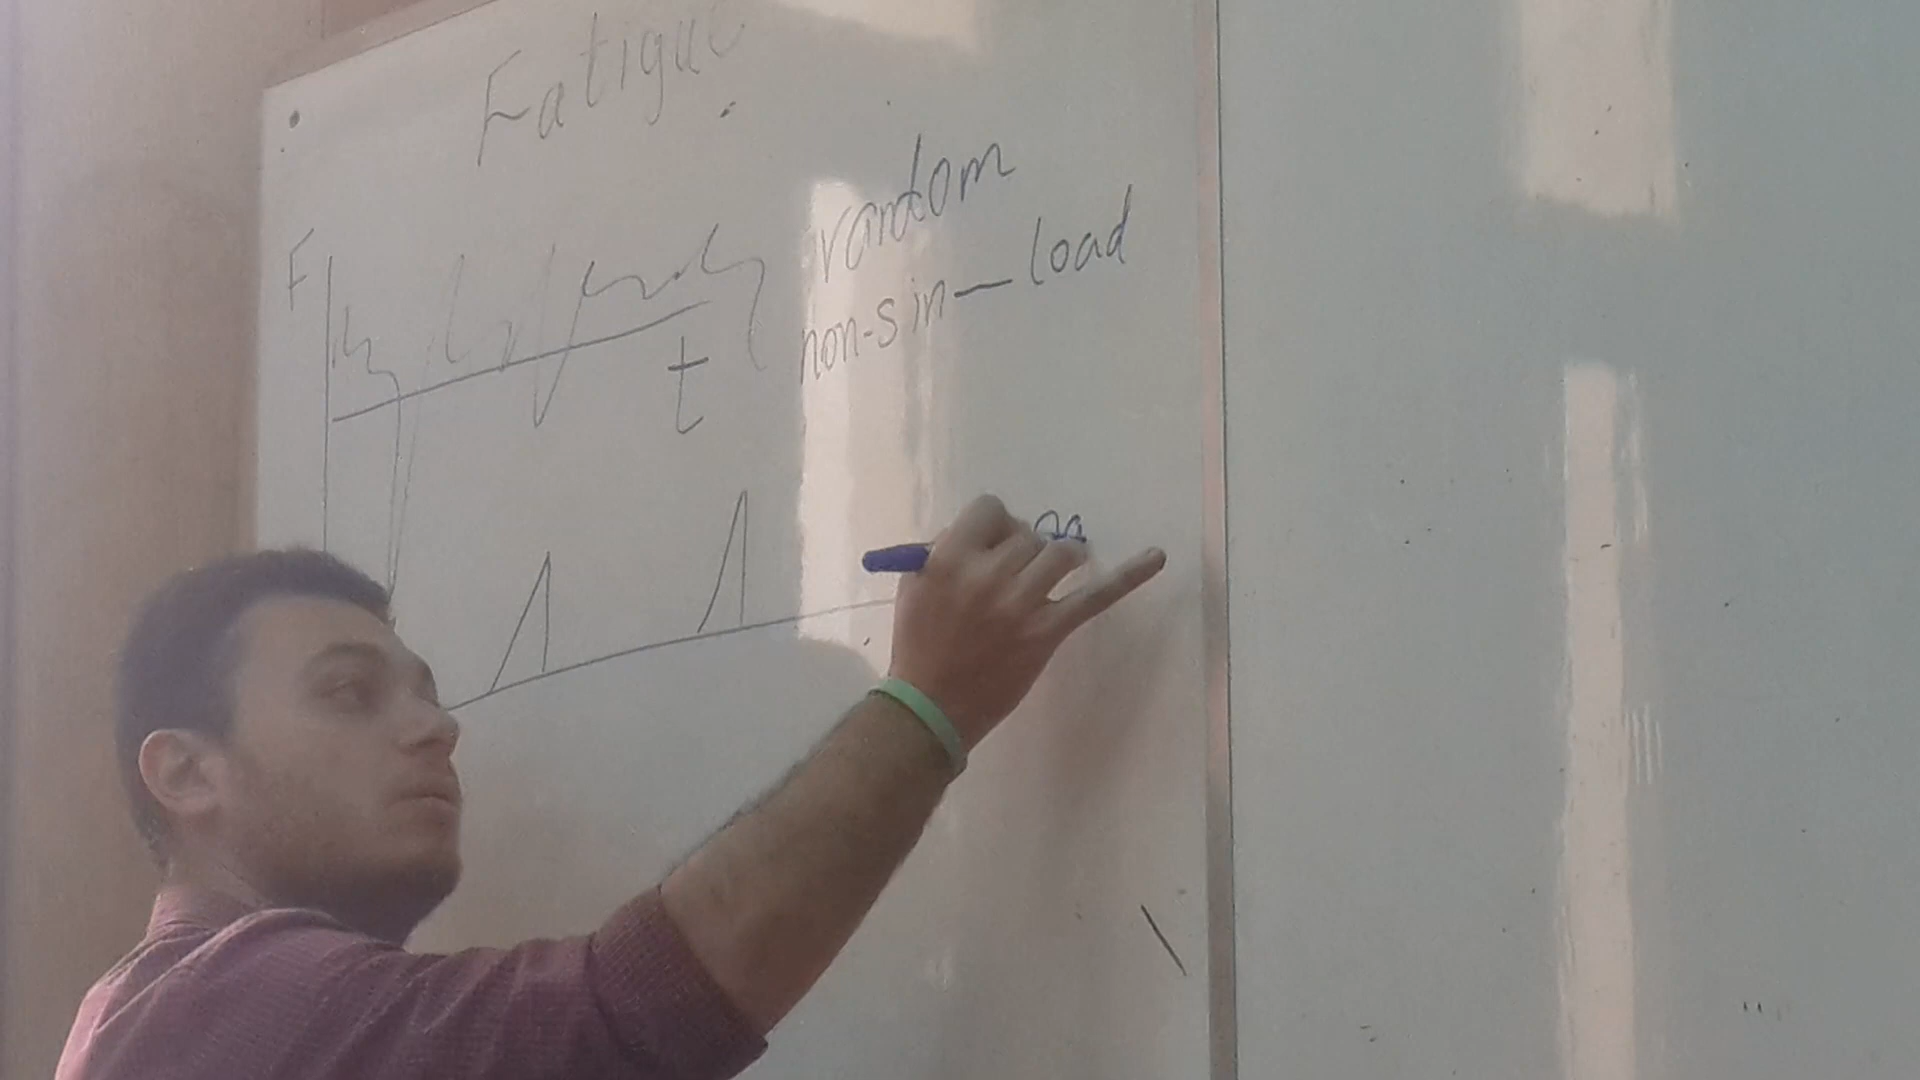 Fatigue
random
F
non-sin—load
t